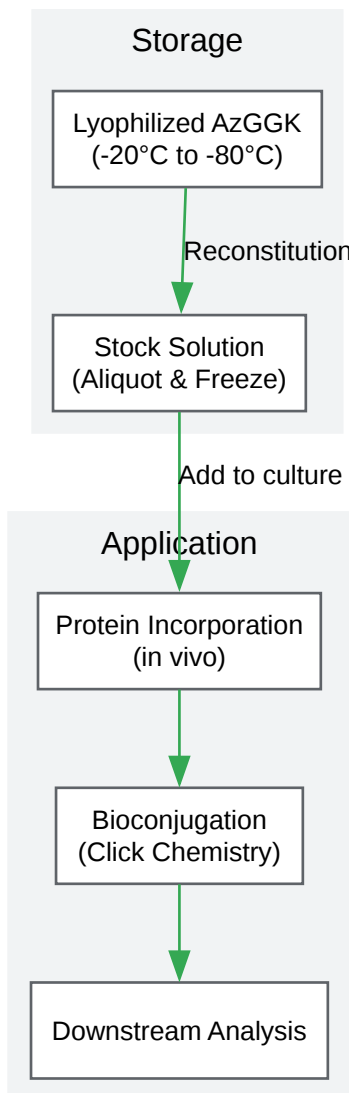 Storage
Lyophilized AzGGK
(-20°C to -80°C)
Reconstitution
Stock Solution
(Aliquot & Freeze)
Add to culture
Application
Protein Incorporation
(in vivo)
Bioconjugation
(Click Chemistry)
Downstream Analysis